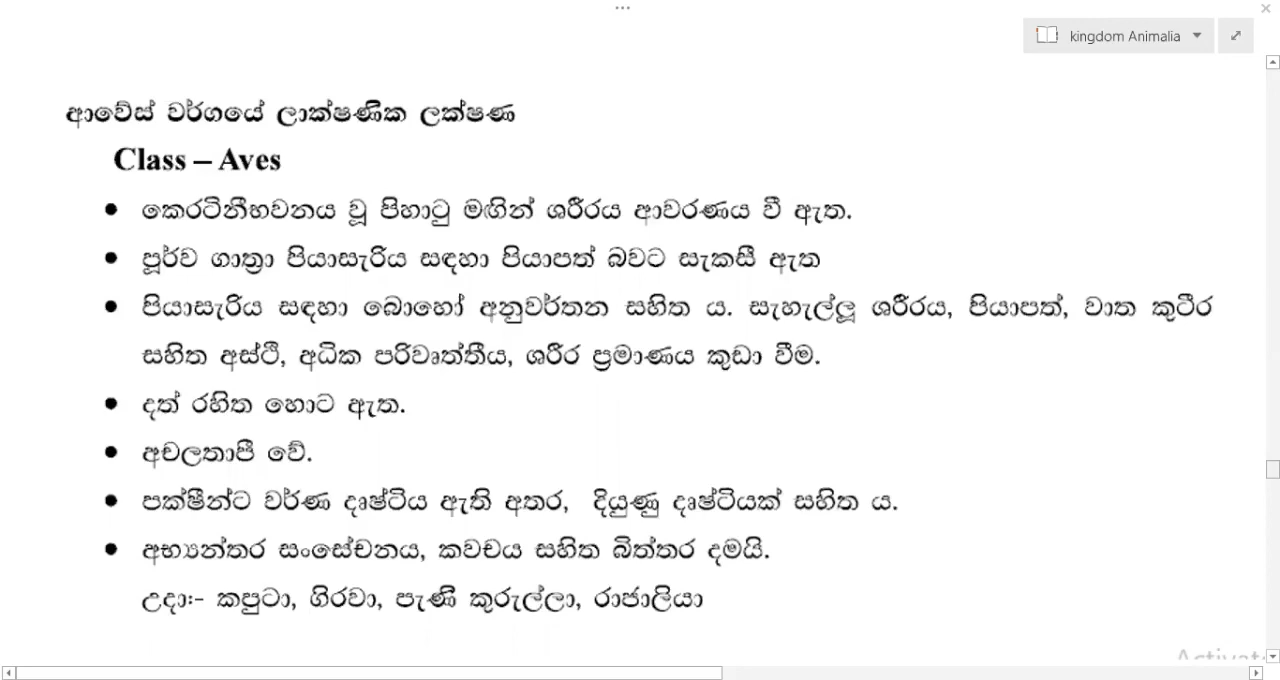 ...
kingdom Animalia
ආවේස් වර්ගයේ ලාක්ෂණික ලක්ෂණ
Class – Aves
• කෙරටිනීභවනය වූ පිහාටු මඟින් ශරීරය ආවරණය වී ඇත.
• පූර්ව ගාත්‍රා පියාසැරිය සඳහා පියාපත් බවට සැකසී ඇත
• පියාසැරිය සඳහා බොහෝ අනුවර්තන සහිත ය. සැහැල්ලූ ශරීරය, පියාපත්, වාත කුටීර
සහිත අස්ථි, අධික පරිවෘත්තීය, ශරීර ප්‍රමාණය කුඩා වීම.
• දත් රහිත හොට ඇත.
• අචලතාපී වේ.
• පක්ෂීන්ට වර්ණ දෘෂ්ටිය ඇති අතර, දියුණු දෘෂ්ටියක් සහිත ය.
• අභ්‍යන්තර සංසේචනය, කවචය සහිත බිත්තර දමයි.
උදා:- කපුටා, ගිරවා, පැණි කුරුල්ලා, රාජාලියා